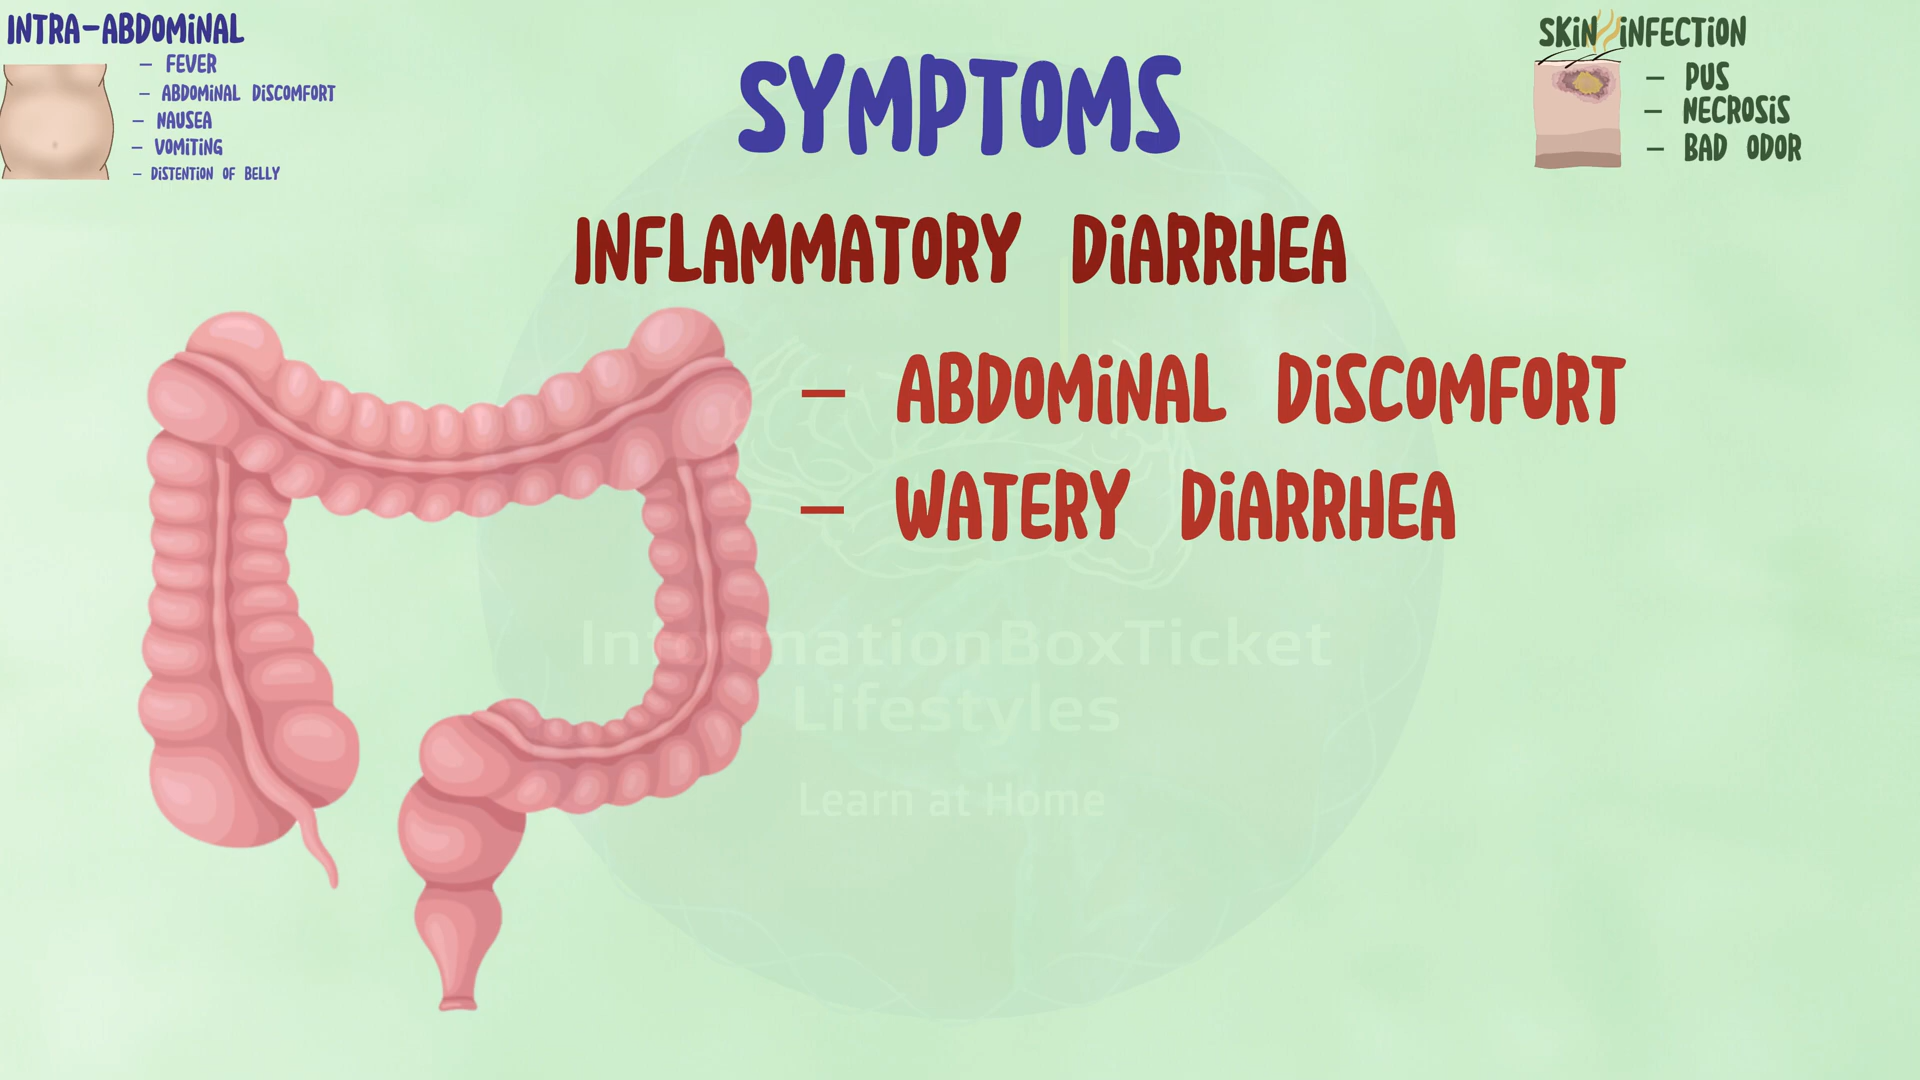 INTRA-ABDOMINAL
- FEVER
- ABDOMINAL DISCOMFORT
- NAUSEA
- VOMITING
- DISTENTION OF BELLY
SYMPTOMS
SKIN INFECTION
- PUS
- NECROSIS
- BAD ODOR
INFLAMMATORY DIARRHEA
- ABDOMINAL DISCOMFORT
- WATERY DIARRHEA
InformationBoxTicket
Lifestyles
Learn at Home